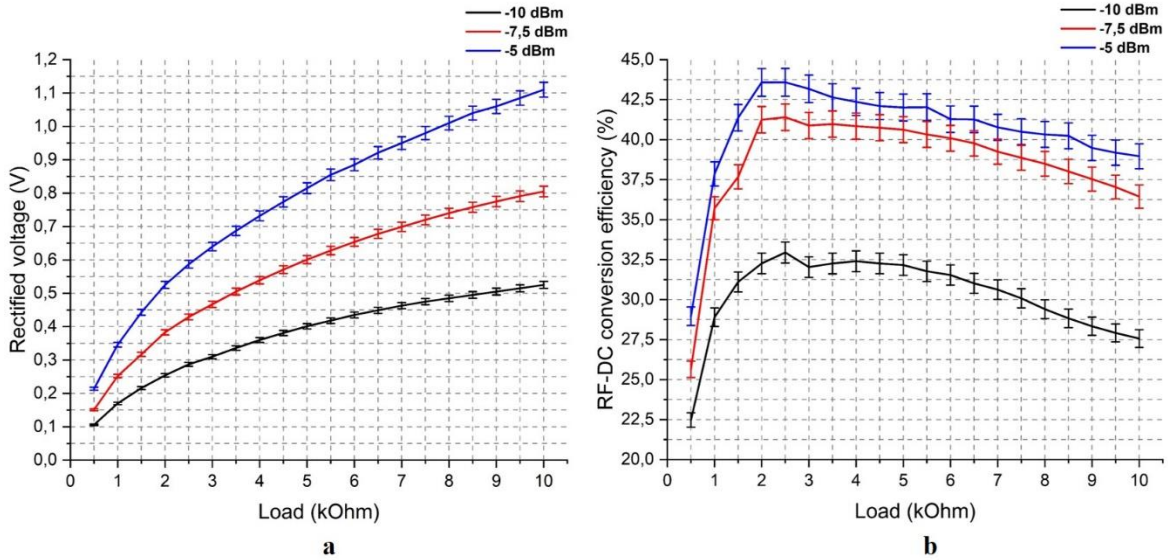 -10 dBm
-7,5 dBm
-5 dBm
1,2
1,1
1,0
0,9
0,8
0,7
0,6
0,5
0,4
0,3
0,2
0,1
0,0
Rectified voltage (V)
0 1 2 3 4 5 6 7 8 9 10
Load (kOhm)
a
-10 dBm
-7,5 dBm
-5 dBm
45,0
42,5
40,0
37,5
35,0
32,5
30,0
27,5
25,0
22,5
20,0
RF-DC conversion efficiency (%)
0 1 2 3 4 5 6 7 8 9 10
Load (kOhm)
b